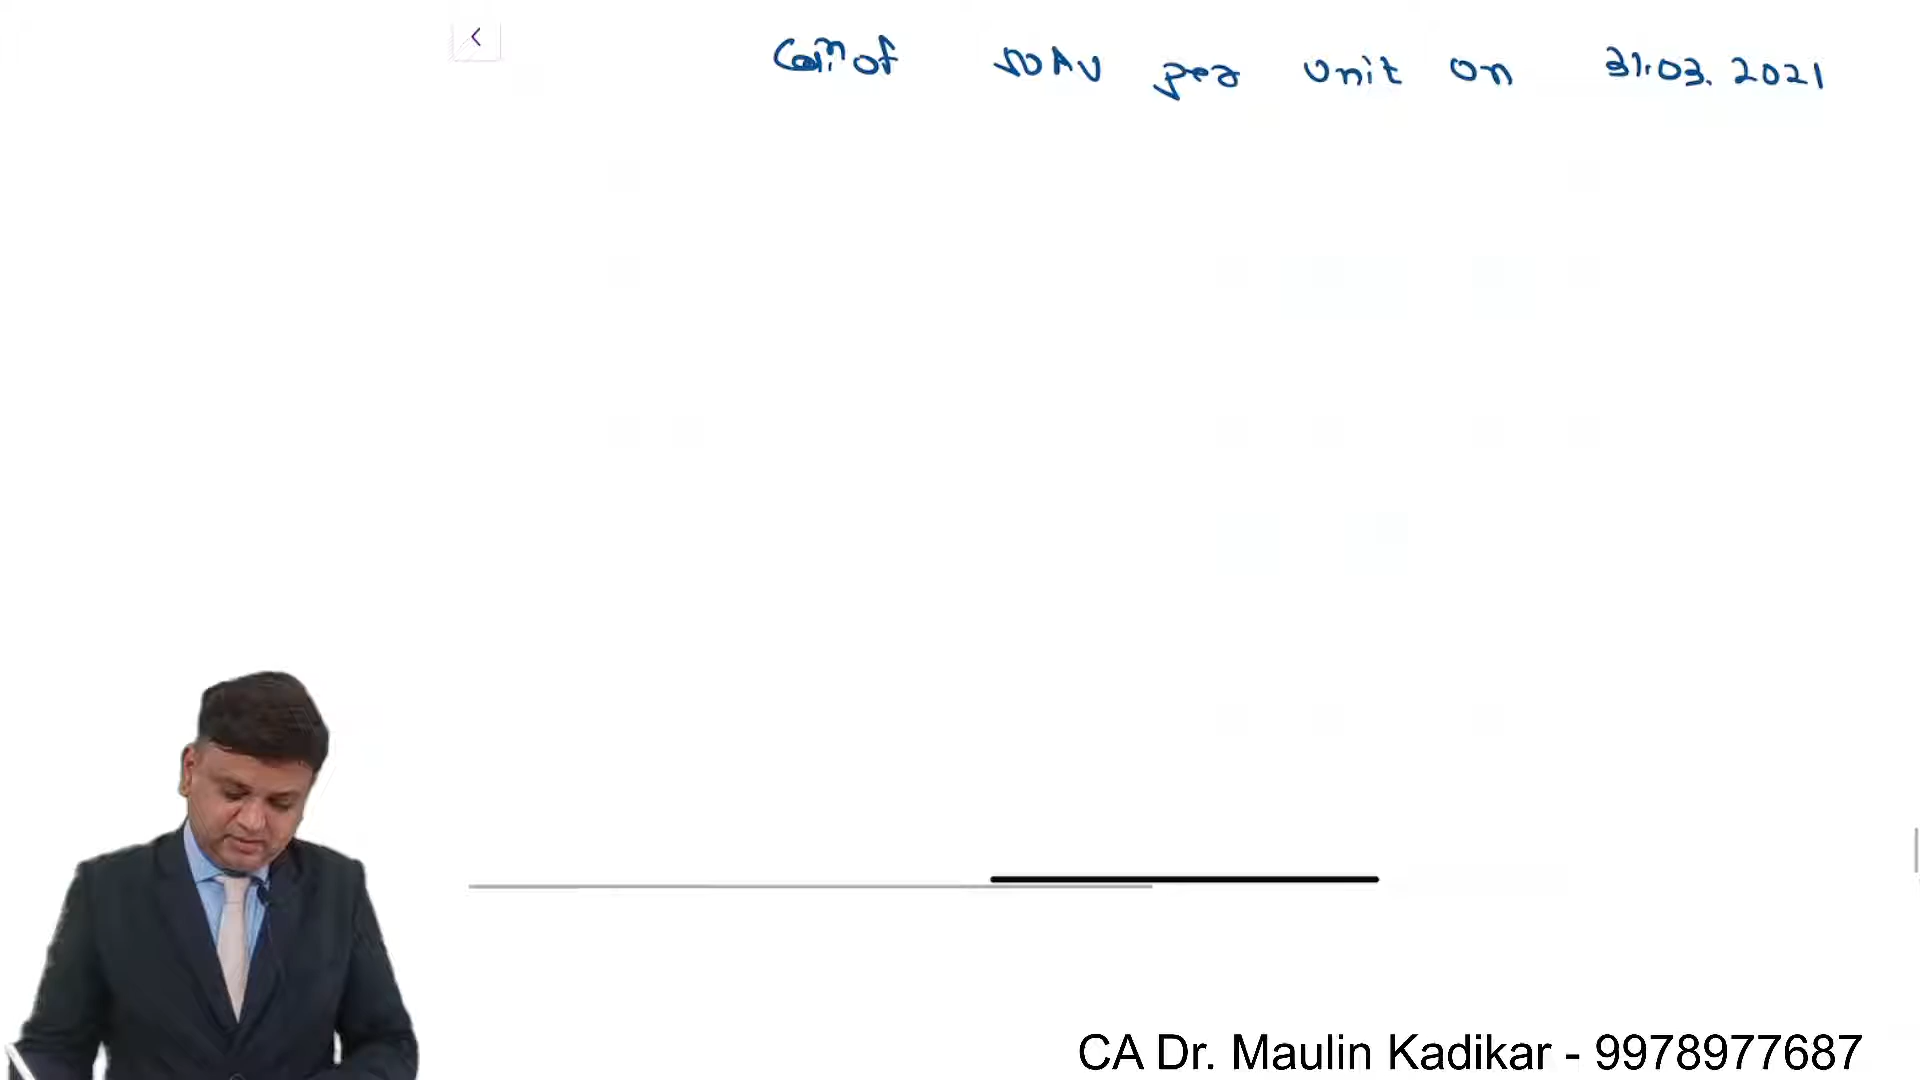 Calⁿ of NAV per unit on 31.03.2021
CA Dr. Maulin Kadikar - 9978977687